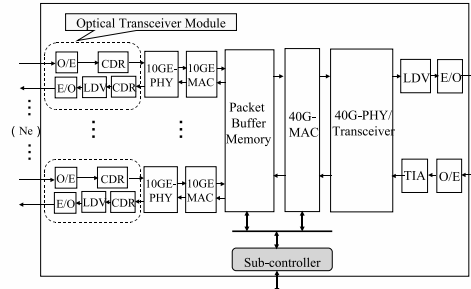 Optical Transceiver Module
O/E
CDR
E/O
LDV
CDR
10GE-
PHY
10GE
MAC
( Ne )
O/E
CDR
E/O
LDV
CDR
10GE-
PHY
10GE
MAC
Packet
Buffer
Memory
40G-
MAC
40G-PHY/
Transceiver
LDV
E/O
TIA
O/E
Sub-controller